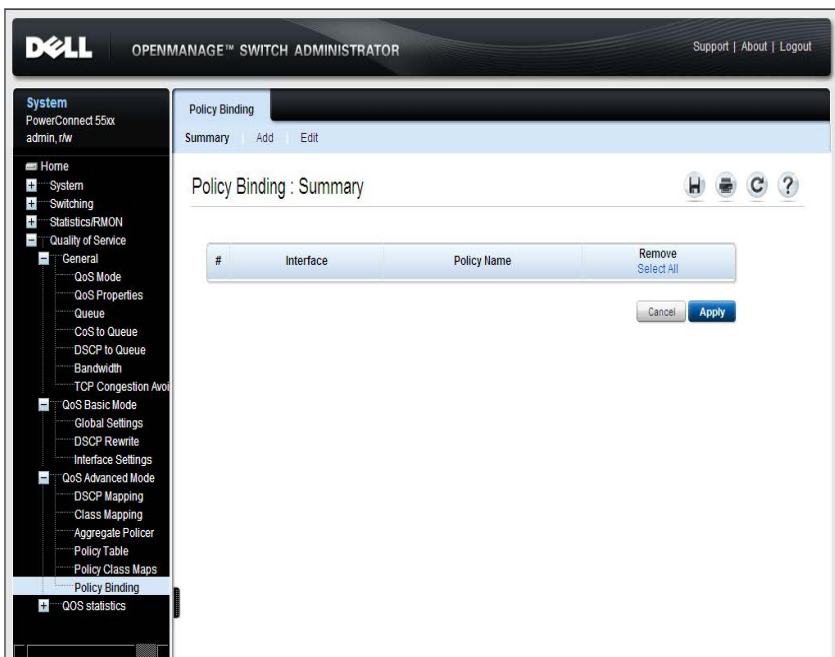 DELL
OPENMANAGE™ SWITCH ADMINISTRATOR
Support | About | Logout
System
PowerConnect 55xx
admin, r/w
Home
System
Switching
Statistics/RMON
Quality of Service
General
QoS Mode
QoS Properties
Queue
CoS to Queue
DSCP to Queue
Bandwidth
TCP Congestion Avoi
QoS Basic Mode
Global Settings
DSCP Rewrite
Interface Settings
QoS Advanced Mode
DSCP Mapping
Class Mapping
Aggregate Policer
Policy Table
Policy Class Maps
Policy Binding
QOS statistics
Policy Binding
Summary Add Edit
Policy Binding : Summary
H C ?
# Interface Policy Name Remove
Select All
Cancel Apply